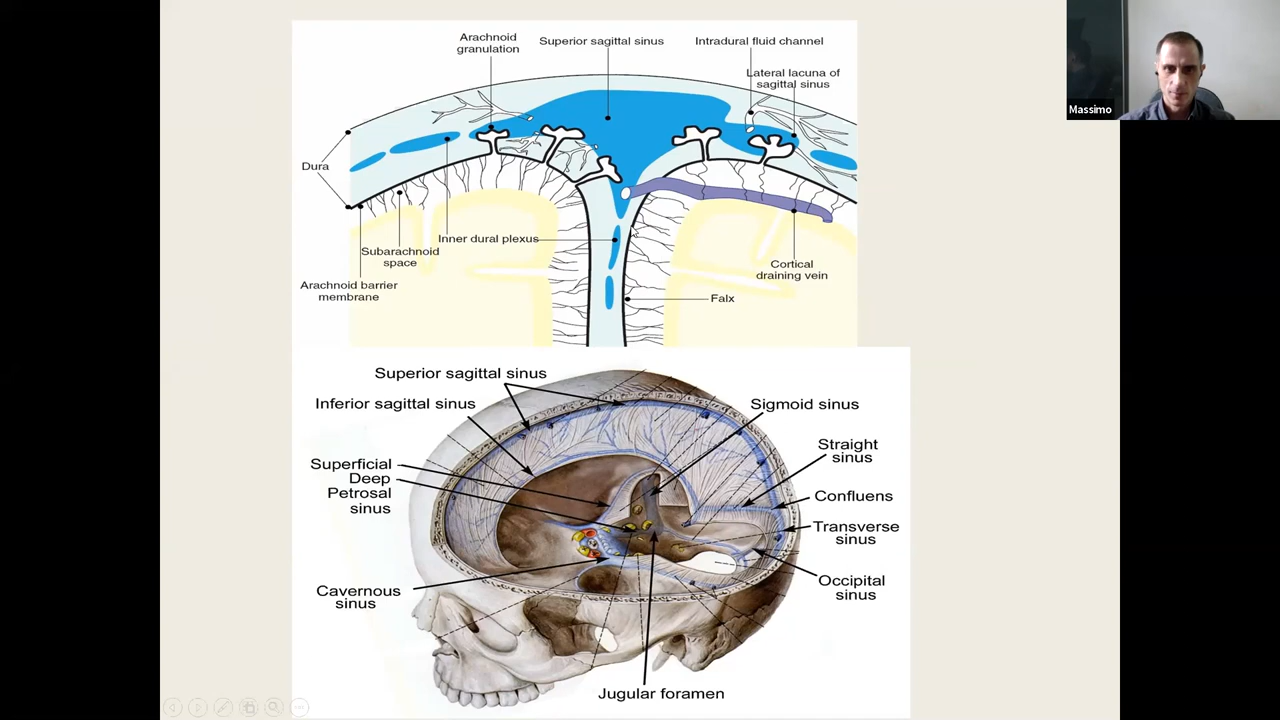 Arachnoid
granulation
Superior sagittal sinus
Intradural fluid channel
Lateral lacuna of
sagittal sinus
Massimo
Dura
Inner dural plexus
Subarachnoid
space
Arachnoid barrier
membrane
Cortical
draining vein
Falx
Superior sagittal sinus
Inferior sagittal sinus
Sigmoid sinus
Straight
sinus
Superficial
Deep
Petrosal
sinus
Confluens
Transverse
sinus
Cavernous
sinus
Occipital
sinus
Jugular foramen